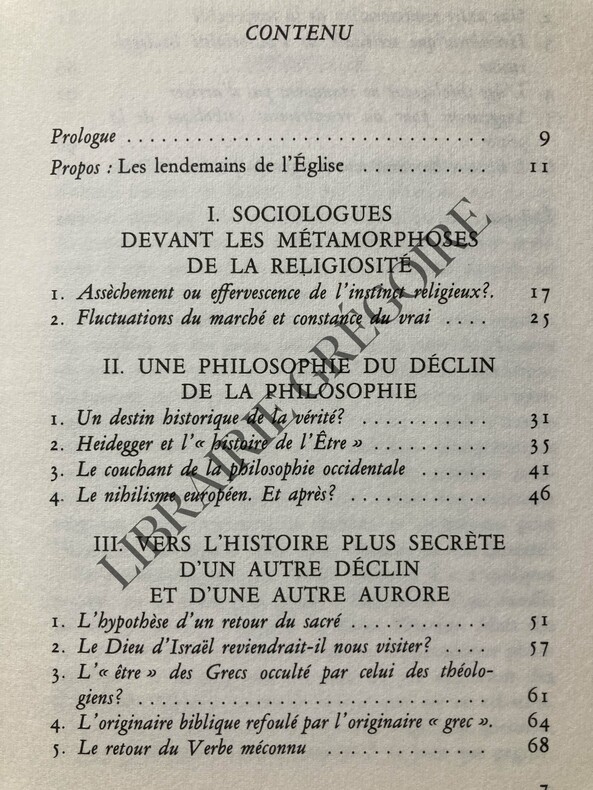 CONTENU
Prologue . . . . . . . . . . . . . . . . . . . . . . . . . . . . . . 9
Propos : Les lendemains de l'Église . . . . . . . . . . 11
I. SOCIOLOGUES
DEVANT LES MÉTAMORPHOSES
DE LA RELIGIOSITÉ
1. Assèchement ou effervescence de l'instinct religieux?. 17
2. Fluctuations du marché et constance du vrai . . . . 25
II. UNE PHILOSOPHIE DU DÉCLIN
DE LA PHILOSOPHIE
1. Un destin historique de la vérité? . . . . . . . . . . . 31
2. Heidegger et l'« histoire de l'Être » . . . . . . . . . . 35
3. Le couchant de la philosophie occidentale . . . . . . 41
4. Le nihilisme européen. Et après? . . . . . . . . . . . . 46
III. VERS L'HISTOIRE PLUS SECRÈTE
D'UN AUTRE DÉCLIN
ET D'UNE AUTRE AURORE
1. L'hypothèse d'un retour du sacré . . . . . . . . . . . . 51
2. Le Dieu d'Israël reviendrait-il nous visiter? . . . . 57
3. L'« être » des Grecs occulté par celui des théolo-
giens? . . . . . . . . . . . . . . . . . . . . . . . . . . . . . 61
4. L'originaire biblique refoulé par l'originaire « grec ». 64
5. Le retour du Verbe méconnu . . . . . . . . . . . . . . 68
LIBRAIRIE GRÉGOIRE